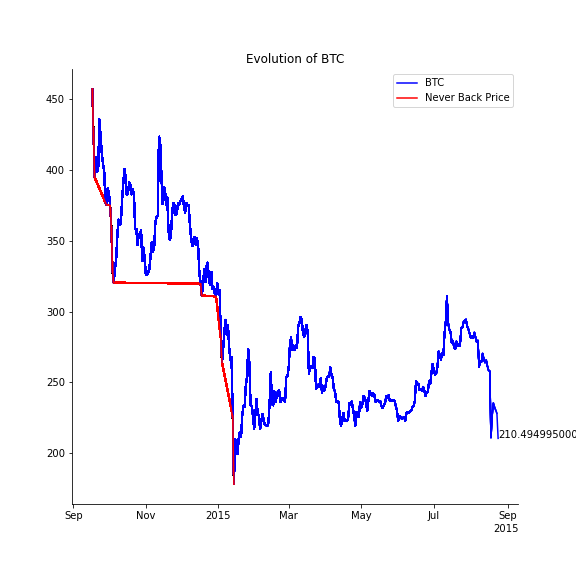 Evolution of BTC
BTC
Never Back Price
450
400
350
300
250
200
210.494995000
Sep
Nov
2015
Mar
May
Jul
Sep
2015